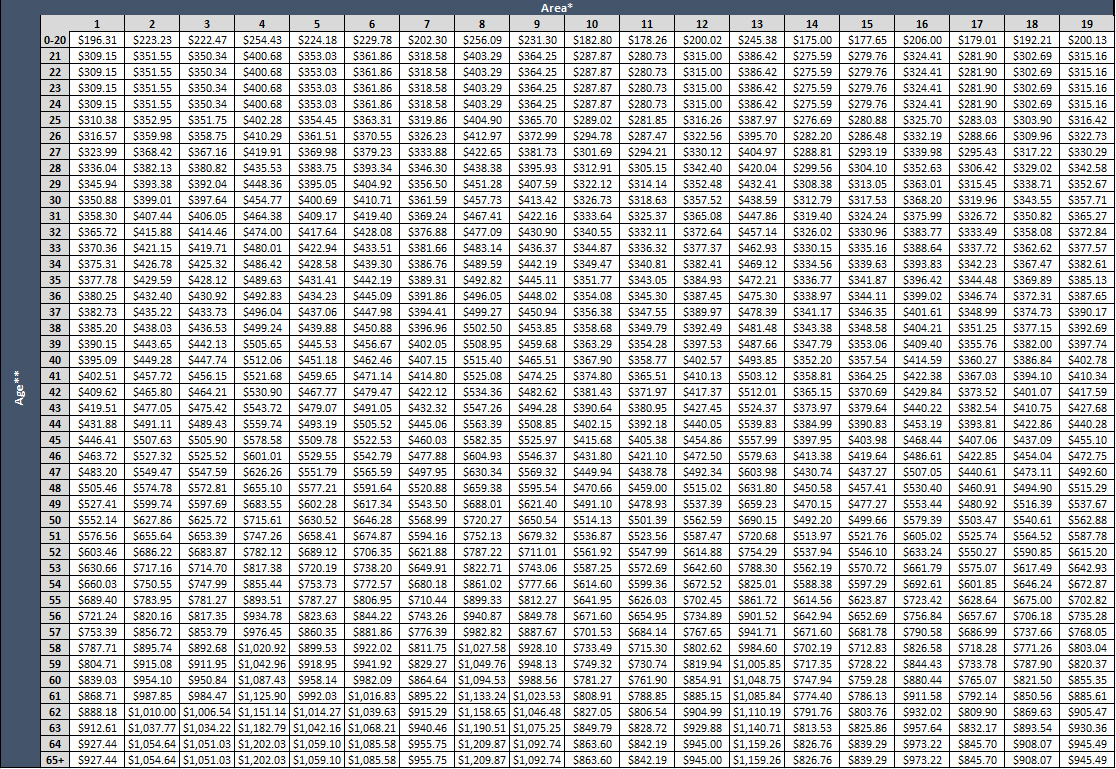 Area*
1 2 3 4 5 6 7 8 9 10 11 12 13 14 15 16 17 18 19
0-20 $196.31 $223.23 $222.47 $254.43 $224.18 $229.78 $202.30 $256.09 $231.30 $182.80 $178.26 $200.02 $245.38 $175.00 $177.65 $206.00 $179.01 $192.21 $200.13
21 $309.15 $351.55 $350.34 $400.68 $353.03 $361.86 $318.58 $403.29 $364.25 $287.87 $280.73 $315.00 $386.42 $275.59 $279.76 $324.41 $281.90 $302.69 $315.16
22 $309.15 $351.55 $350.34 $400.68 $353.03 $361.86 $318.58 $403.29 $364.25 $287.87 $280.73 $315.00 $386.42 $275.59 $279.76 $324.41 $281.90 $302.69 $315.16
23 $309.15 $351.55 $350.34 $400.68 $353.03 $361.86 $318.58 $403.29 $364.25 $287.87 $280.73 $315.00 $386.42 $275.59 $279.76 $324.41 $281.90 $302.69 $315.16
24 $309.15 $351.55 $350.34 $400.68 $353.03 $361.86 $318.58 $403.29 $364.25 $287.87 $280.73 $315.00 $386.42 $275.59 $279.76 $324.41 $281.90 $302.69 $315.16
25 $310.38 $352.95 $351.75 $402.28 $354.45 $363.31 $319.86 $404.90 $365.70 $289.02 $281.85 $316.26 $387.97 $276.69 $280.88 $325.70 $283.03 $303.90 $316.42
26 $316.57 $359.98 $358.75 $410.29 $361.51 $370.55 $326.23 $412.97 $372.99 $294.78 $287.47 $322.56 $395.70 $282.20 $286.48 $332.19 $288.66 $309.96 $322.73
27 $323.99 $368.42 $367.16 $419.91 $369.98 $379.23 $333.88 $422.65 $381.73 $301.69 $294.21 $330.12 $404.97 $288.81 $293.19 $339.98 $295.43 $317.22 $330.29
28 $336.04 $382.13 $380.82 $435.53 $383.75 $393.34 $346.30 $438.38 $395.93 $312.91 $305.15 $342.40 $420.04 $299.56 $304.10 $352.63 $306.42 $329.02 $342.58
29 $345.94 $393.38 $392.04 $448.36 $395.05 $404.92 $356.50 $451.28 $407.59 $322.12 $314.14 $352.48 $432.41 $308.38 $313.05 $363.01 $315.45 $338.71 $352.67
30 $350.88 $399.01 $397.64 $454.77 $400.69 $410.71 $361.59 $457.73 $413.42 $326.73 $318.63 $357.52 $438.59 $312.79 $317.53 $368.20 $319.96 $343.55 $357.71
31 $358.30 $407.44 $406.05 $464.38 $409.17 $419.40 $369.24 $467.41 $422.16 $333.64 $325.37 $365.08 $447.86 $319.40 $324.24 $375.99 $326.72 $350.82 $365.27
32 $365.72 $415.88 $414.46 $474.00 $417.64 $428.08 $376.88 $477.09 $430.90 $340.55 $332.11 $372.64 $457.14 $326.02 $330.96 $383.77 $333.49 $358.08 $372.84
33 $370.36 $421.15 $419.71 $480.01 $422.94 $433.51 $381.66 $483.14 $436.37 $344.87 $336.32 $377.37 $462.93 $330.15 $335.16 $388.64 $337.72 $362.62 $377.57
34 $375.31 $426.78 $425.32 $486.42 $428.58 $439.30 $386.76 $489.59 $442.19 $349.47 $340.81 $382.41 $469.12 $334.56 $339.63 $393.83 $342.23 $367.47 $382.61
35 $377.78 $429.59 $428.12 $489.63 $431.41 $442.19 $389.31 $492.82 $445.11 $351.77 $343.05 $384.93 $472.21 $336.77 $341.87 $396.42 $344.48 $369.89 $385.13
36 $380.25 $432.40 $430.92 $492.83 $434.23 $445.09 $391.86 $496.05 $448.02 $354.08 $345.30 $387.45 $475.30 $338.97 $344.11 $399.02 $346.74 $372.31 $387.65
37 $382.73 $435.22 $433.73 $496.04 $437.06 $447.98 $394.41 $499.27 $450.94 $356.38 $347.55 $389.97 $478.39 $341.17 $346.35 $401.61 $348.99 $374.73 $390.17
38 $385.20 $438.03 $436.53 $499.24 $439.88 $450.88 $396.96 $502.50 $453.85 $358.68 $349.79 $392.49 $481.48 $343.38 $348.58 $404.21 $351.25 $377.15 $392.69
39 $390.15 $443.65 $442.13 $505.65 $445.53 $456.67 $402.05 $508.95 $459.68 $363.29 $354.28 $397.53 $487.66 $347.79 $353.06 $409.40 $355.76 $382.00 $397.74
40 $395.09 $449.28 $447.74 $512.06 $451.18 $462.46 $407.15 $515.40 $465.51 $367.90 $358.77 $402.57 $493.85 $352.20 $357.54 $414.59 $360.27 $386.84 $402.78
41 $402.51 $457.72 $456.15 $521.68 $459.65 $471.14 $414.80 $525.08 $474.25 $374.80 $365.51 $410.13 $503.12 $358.81 $364.25 $422.38 $367.03 $394.10 $410.34
42 $409.62 $465.80 $464.21 $530.90 $467.77 $479.47 $422.12 $534.36 $482.62 $381.43 $371.97 $417.37 $512.01 $365.15 $370.69 $429.84 $373.52 $401.07 $417.59
43 $419.51 $477.05 $475.42 $543.72 $479.07 $491.05 $432.32 $547.26 $494.28 $390.64 $380.95 $427.45 $524.37 $373.97 $379.64 $440.22 $382.54 $410.75 $427.68
44 $431.88 $491.11 $489.43 $559.74 $493.19 $505.52 $445.06 $563.39 $508.85 $402.15 $392.18 $440.05 $539.83 $384.99 $390.83 $453.19 $393.81 $422.86 $440.28
45 $446.41 $507.63 $505.90 $578.58 $509.78 $522.53 $460.03 $582.35 $525.97 $415.68 $405.38 $454.86 $557.99 $397.95 $403.98 $468.44 $407.06 $437.09 $455.10
46 $463.72 $527.32 $525.52 $601.01 $529.55 $542.79 $477.88 $604.93 $546.37 $431.80 $421.10 $472.50 $579.63 $413.38 $419.64 $486.61 $422.85 $454.04 $472.75
47 $483.20 $549.47 $547.59 $626.26 $551.79 $565.59 $497.95 $630.34 $569.32 $449.94 $438.78 $492.34 $603.98 $430.74 $437.27 $507.05 $440.61 $473.11 $492.60
48 $505.46 $574.78 $572.81 $655.10 $577.21 $591.64 $520.88 $659.38 $595.54 $470.66 $459.00 $515.02 $631.80 $450.58 $457.41 $530.40 $460.91 $494.90 $515.29
49 $527.41 $599.74 $597.69 $683.55 $602.28 $617.34 $543.50 $688.01 $621.40 $491.10 $478.93 $537.39 $659.23 $470.15 $477.27 $553.44 $480.92 $516.39 $537.67
50 $552.14 $627.86 $625.72 $715.61 $630.52 $646.28 $568.99 $720.27 $650.54 $514.13 $501.39 $562.59 $690.15 $492.20 $499.66 $579.39 $503.47 $540.61 $562.88
51 $576.56 $655.64 $653.39 $747.26 $658.41 $674.87 $594.16 $752.13 $679.32 $536.87 $523.56 $587.47 $720.68 $513.97 $521.76 $605.02 $525.74 $564.52 $587.78
52 $603.46 $686.22 $683.87 $782.12 $689.12 $706.35 $621.88 $787.22 $711.01 $561.92 $547.99 $614.88 $754.29 $537.94 $546.10 $633.24 $550.27 $590.85 $615.20
53 $630.66 $717.16 $714.70 $817.38 $720.19 $738.20 $649.91 $822.71 $743.06 $587.25 $572.69 $642.60 $788.30 $562.19 $570.72 $661.79 $575.07 $617.49 $642.93
54 $660.03 $750.55 $747.99 $855.44 $753.73 $772.57 $680.18 $861.02 $777.66 $614.60 $599.36 $672.52 $825.01 $588.38 $597.29 $692.61 $601.85 $646.24 $672.87
55 $689.40 $783.95 $781.27 $893.51 $787.27 $806.95 $710.44 $899.33 $812.27 $641.95 $626.03 $702.45 $861.72 $614.56 $623.87 $723.42 $628.64 $675.00 $702.82
56 $721.24 $820.16 $817.35 $934.78 $823.63 $844.22 $743.26 $940.87 $849.78 $671.60 $654.95 $734.89 $901.52 $642.94 $652.69 $756.84 $657.67 $706.18 $735.28
57 $753.39 $856.72 $853.79 $976.45 $860.35 $881.86 $776.39 $982.82 $887.67 $701.53 $684.14 $767.65 $941.71 $671.60 $681.78 $790.58 $686.99 $737.66 $768.05
58 $787.71 $895.74 $892.68 $1,020.92 $899.53 $922.02 $811.75 $1,027.58 $928.10 $733.49 $715.30 $802.62 $984.60 $702.19 $712.83 $826.58 $718.28 $771.26 $803.04
59 $804.71 $915.08 $911.95 $1,042.96 $918.95 $941.92 $829.27 $1,049.76 $948.13 $749.32 $730.74 $819.94 $1,005.85 $717.35 $728.22 $844.43 $733.78 $787.90 $820.37
60 $839.03 $954.10 $950.84 $1,087.43 $958.14 $982.09 $864.64 $1,094.53 $988.56 $781.27 $761.90 $854.91 $1,048.75 $747.94 $759.28 $880.44 $765.07 $821.50 $855.35
61 $868.71 $987.85 $984.47 $1,125.90 $992.03 $1,016.83 $895.22 $1,133.24 $1,023.53 $808.91 $788.85 $885.15 $1,085.84 $774.40 $786.13 $911.58 $792.14 $850.56 $885.61
62 $888.18 $1,010.00 $1,006.54 $1,151.14 $1,014.27 $1,039.63 $915.29 $1,158.65 $1,046.48 $827.05 $806.54 $904.99 $1,110.19 $791.76 $803.76 $932.02 $809.90 $869.63 $905.47
63 $912.61 $1,037.77 $1,034.22 $1,182.79 $1,042.16 $1,068.21 $940.46 $1,190.51 $1,075.25 $849.79 $828.72 $929.88 $1,140.71 $813.53 $825.86 $957.64 $832.17 $893.54 $930.36
64 $927.44 $1,054.64 $1,051.03 $1,202.03 $1,059.10 $1,085.58 $955.75 $1,209.87 $1,092.74 $863.60 $842.19 $945.00 $1,159.26 $826.76 $839.29 $973.22 $845.70 $908.07 $945.49
65+ $927.44 $1,054.64 $1,051.03 $1,202.03 $1,059.10 $1,085.58 $955.75 $1,209.87 $1,092.74 $863.60 $842.19 $945.00 $1,159.26 $826.76 $839.29 $973.22 $845.70 $908.07 $945.49
Age**